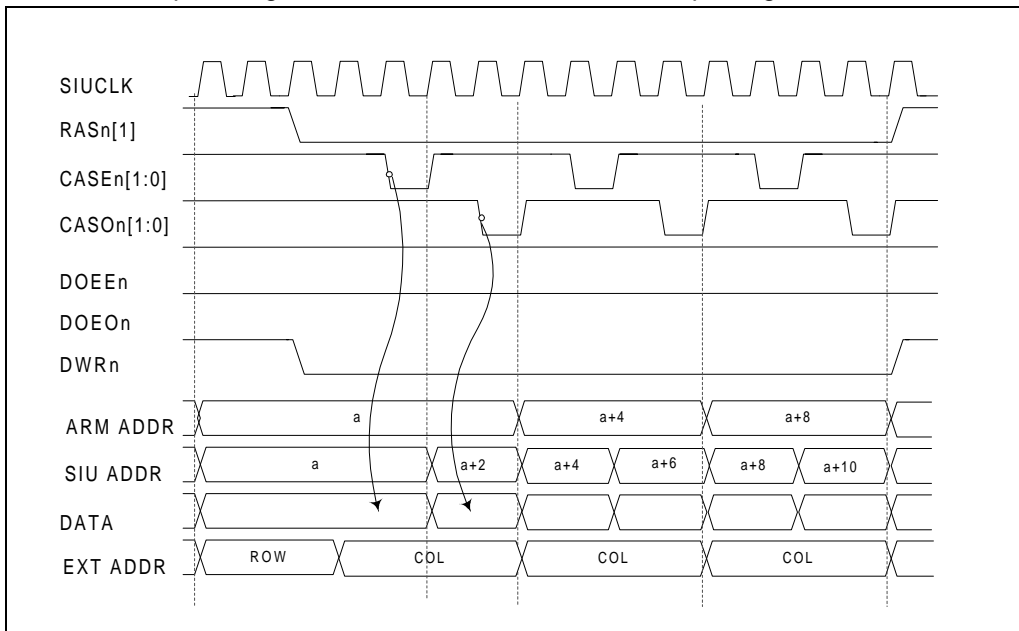 SIUCLK
RASn[1]
CASEn[1:0]
CASOn[1:0]
DOEEn
DOEOn
DWRn
ARM ADDR a a+4 a+8
SIU ADDR a a+2 a+4 a+6 a+8 a+10
DATA
EXT ADDR ROW COL COL COL